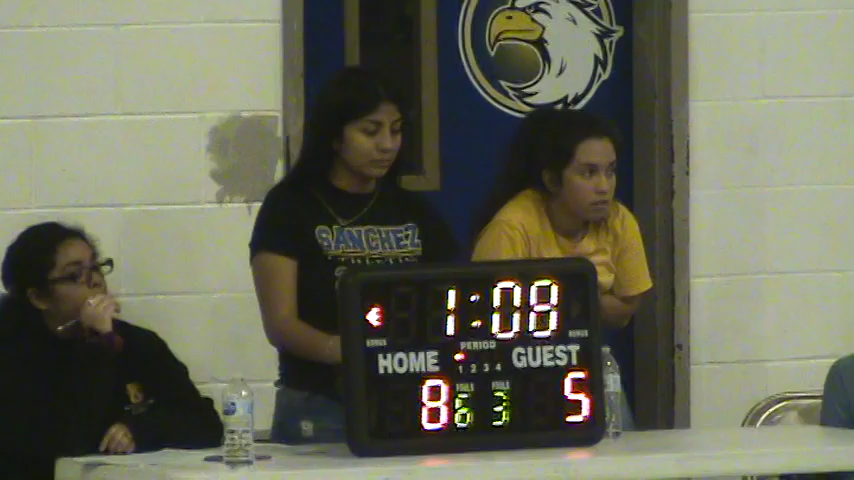 SANCHEZ
1:08
BONUS
BONUS
PERIOD
HOME
GUEST
1 2 3 4
FOULS
FOULS
8
6
3
5